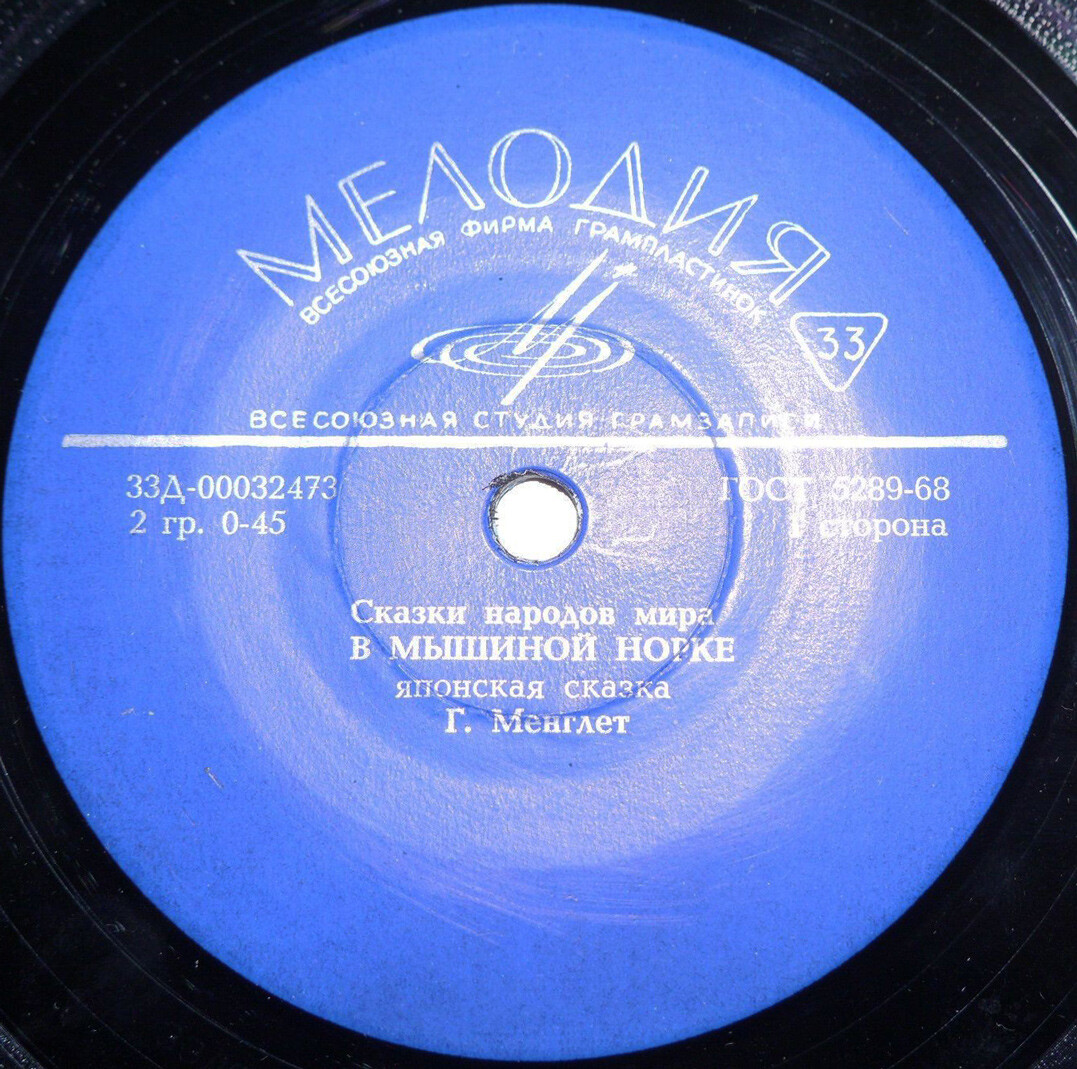 МЕЛОДИЯ
ВСЕСОЮЗНАЯ ФИРМА ГРАМПЛАСТИНОК
33
ВСЕСОЮЗНАЯ СТУДИЯ ГРАМЗАПИСИ
33Д-00032473
ГОСТ 5289-68
2 гр. 0-45
1 сторона
Сказки народов мира
В МЫШИНОЙ НОРКЕ
японская сказка
Г. Менглет